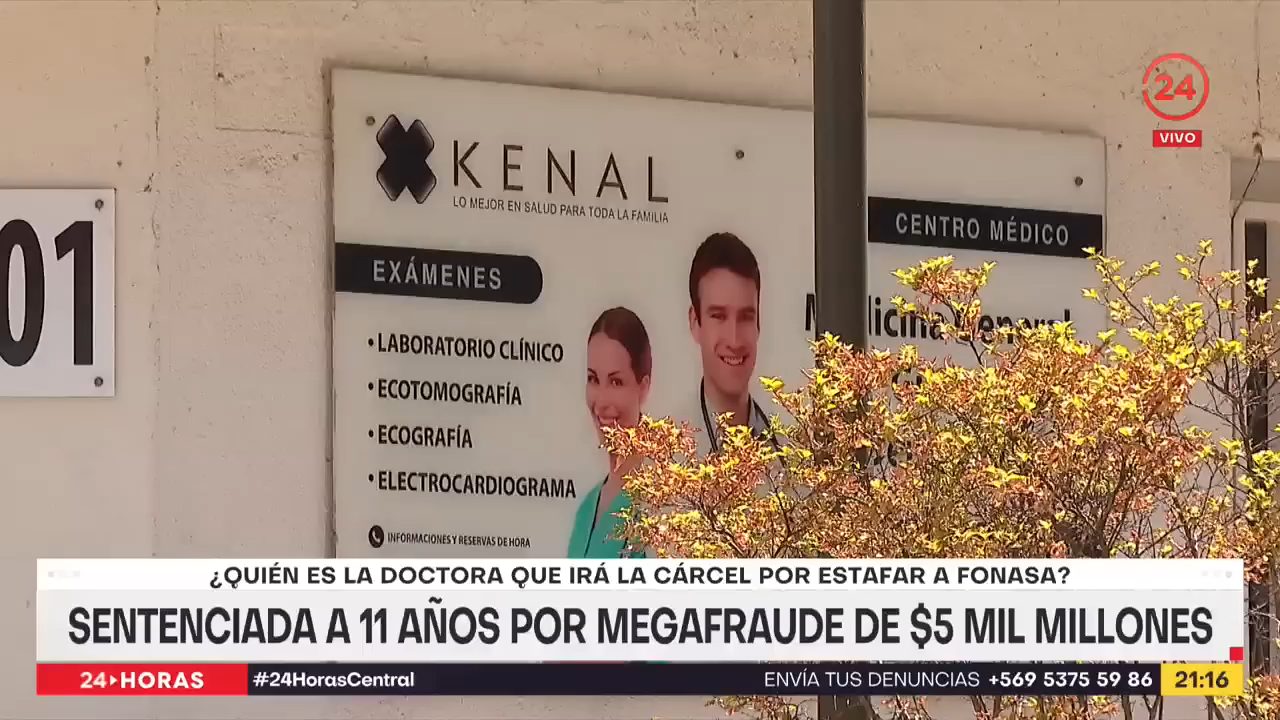 24
VIVO
KENAL
LO MEJOR EN SALUD PARA TODA LA FAMILIA
CENTRO MÉDICO
01
EXÁMENES
• LABORATORIO CLÍNICO
• ECOTOMOGRAFÍA
• ECOGRAFÍA
• ELECTROCARDIOGRAMA
INFORMACIONES Y RESERVAS DE HORA
¿QUIÉN ES LA DOCTORA QUE IRÁ LA CÁRCEL POR ESTAFAR A FONASA?
SENTENCIADA A 11 AÑOS POR MEGAFRAUDE DE $5 MIL MILLONES
24 HORAS
#24HorasCentral
ENVÍA TUS DENUNCIAS +569 5375 59 86
21:16